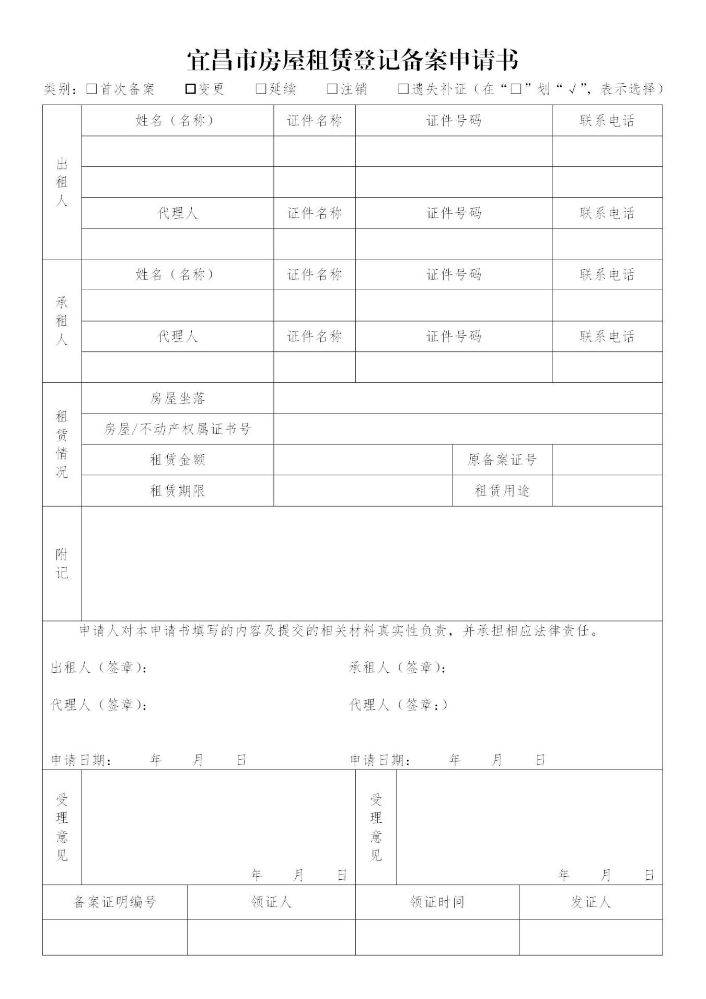 宜昌市房屋租赁登记备案申请书
类别：□首次备案 □变更 □延续 □注销 □遗失补证（在“□”划“√”，表示选择）
出租人
姓名（名称） 证件名称 证件号码 联系电话
代理人 证件名称 证件号码 联系电话
承租人
姓名（名称） 证件名称 证件号码 联系电话
代理人 证件名称 证件号码 联系电话
租赁情况
房屋坐落
房屋/不动产权属证书号
租赁金额 原备案证号
租赁期限 租赁用途
附记
申请人对本申请书填写的内容及提交的相关材料真实性负责，并承担相应法律责任。
出租人（签章）： 承租人（签章）：
代理人（签章）： 代理人（签章：）
申请日期： 年 月 日 申请日期： 年 月 日
受理意见 受理意见
年 月 日 年 月 日
备案证明编号 领证人 领证时间 发证人